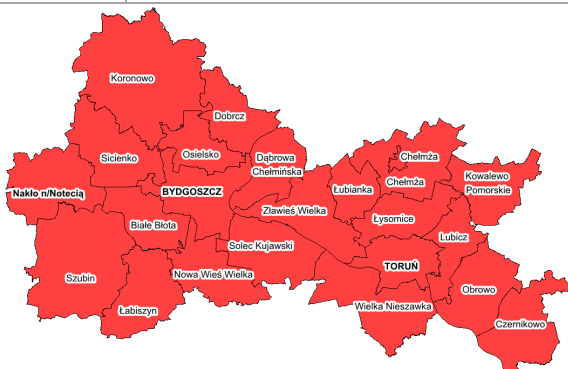 Koronowo
Dobrcz
Osielsko
Sicienko
Dąbrowa
Chełmińska
Chełmża
Chełmża
Kowalewo
Pomorskie
Nakło n/Notecią
BYDGOSZCZ
Łubianka
Zławieś Wielka
Łysomice
Białe Błota
Lubicz
Solec Kujawski
TORUŃ
Szubin
Nowa Wieś Wielka
Obrowo
Łabiszyn
Wielka Nieszawka
Czernikowo